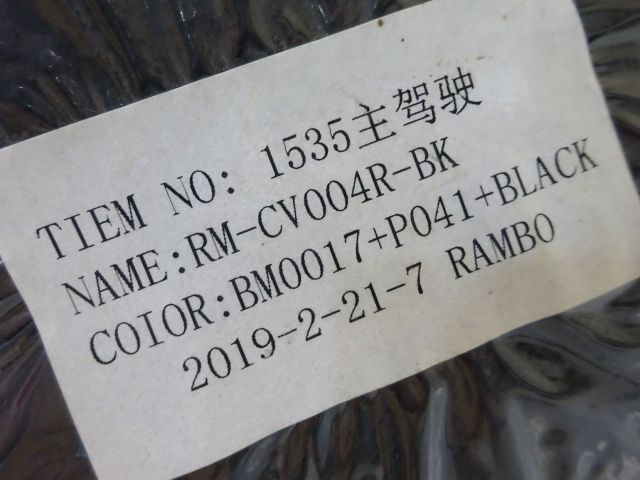 TIEM NO: 1535主驾驶
NAME:RM-CV004R-BK
COIOR:BM0017+P041+BLACK
2019-2-21-7 RAMBO